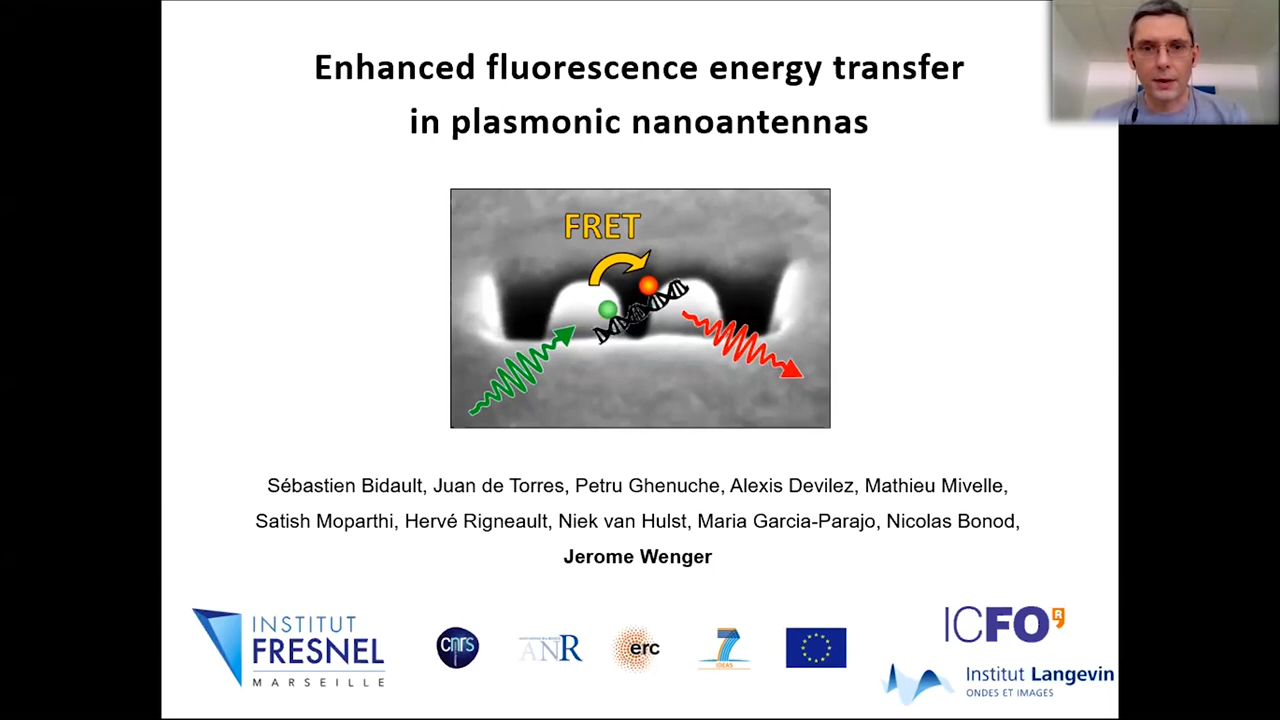 Enhanced fluorescence energy transfer
in plasmonic nanoantennas
FRET
Sébastien Bidault, Juan de Torres, Petru Ghenuche, Alexis Devilez, Mathieu Mivelle,
Satish Moparthi, Hervé Rigneault, Niek van Hulst, Maria Garcia-Parajo, Nicolas Bonod,
Jerome Wenger
INSTITUT
FRESNEL
MARSEILLE
cnrs
ANR
erc
7
IDEAS
ICFO R
Institut Langevin
ONDES ET IMAGES